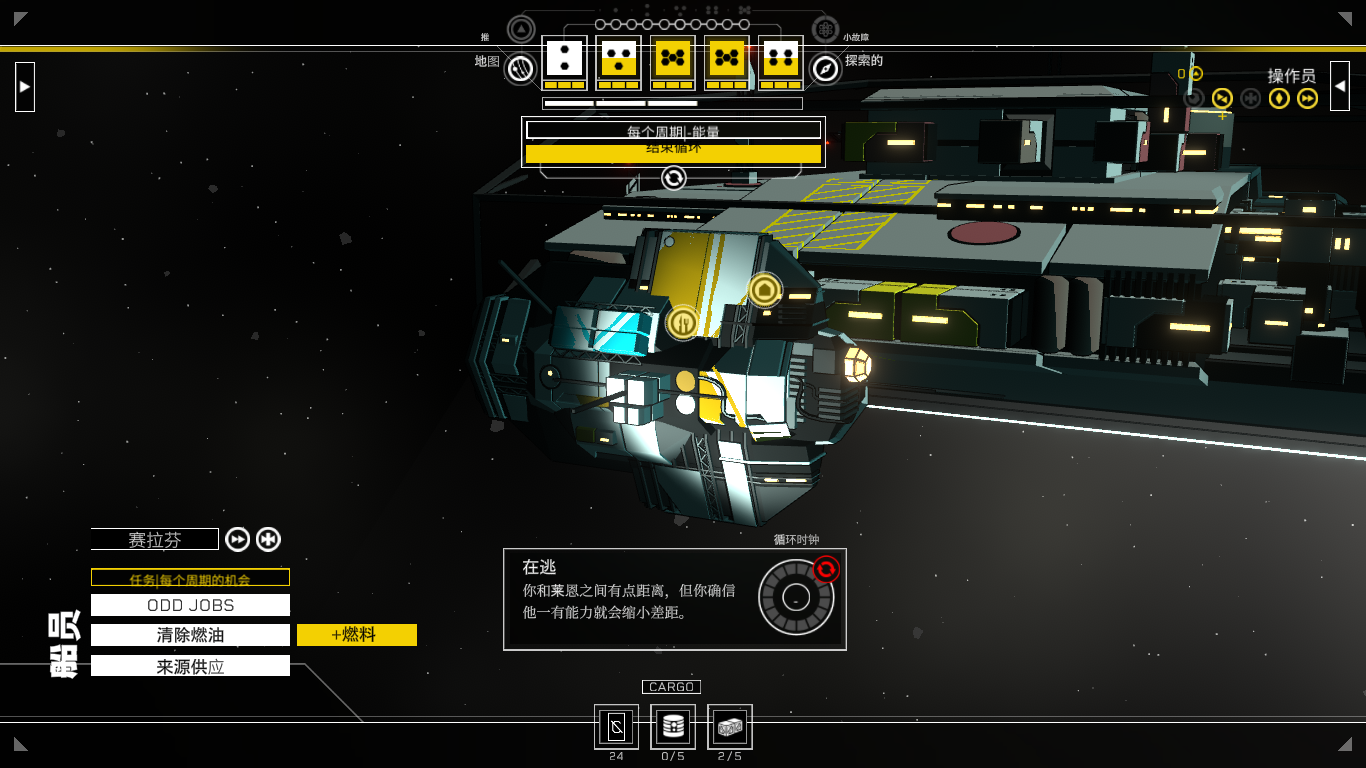 推
地图
小故障
探索的
0
操作员
每个周期|-能量
结束循环
赛拉芬
任务|每个周期的机会
ODD JOBS
清除燃油
+燃料
来源供应
船员
循环时钟
在逃
你和莱恩之间有点距离，但你确信
他一有能力就会缩小差距。
-
CARGO
24
0/5
2/5